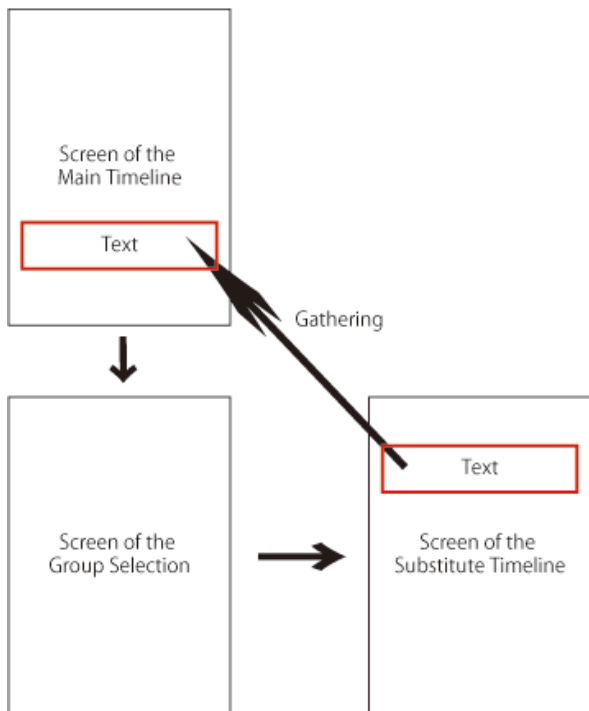 Screen of the
Main Timeline
Text
Gathering
Text
Screen of the
Group Selection
Screen of the
Substitute Timeline